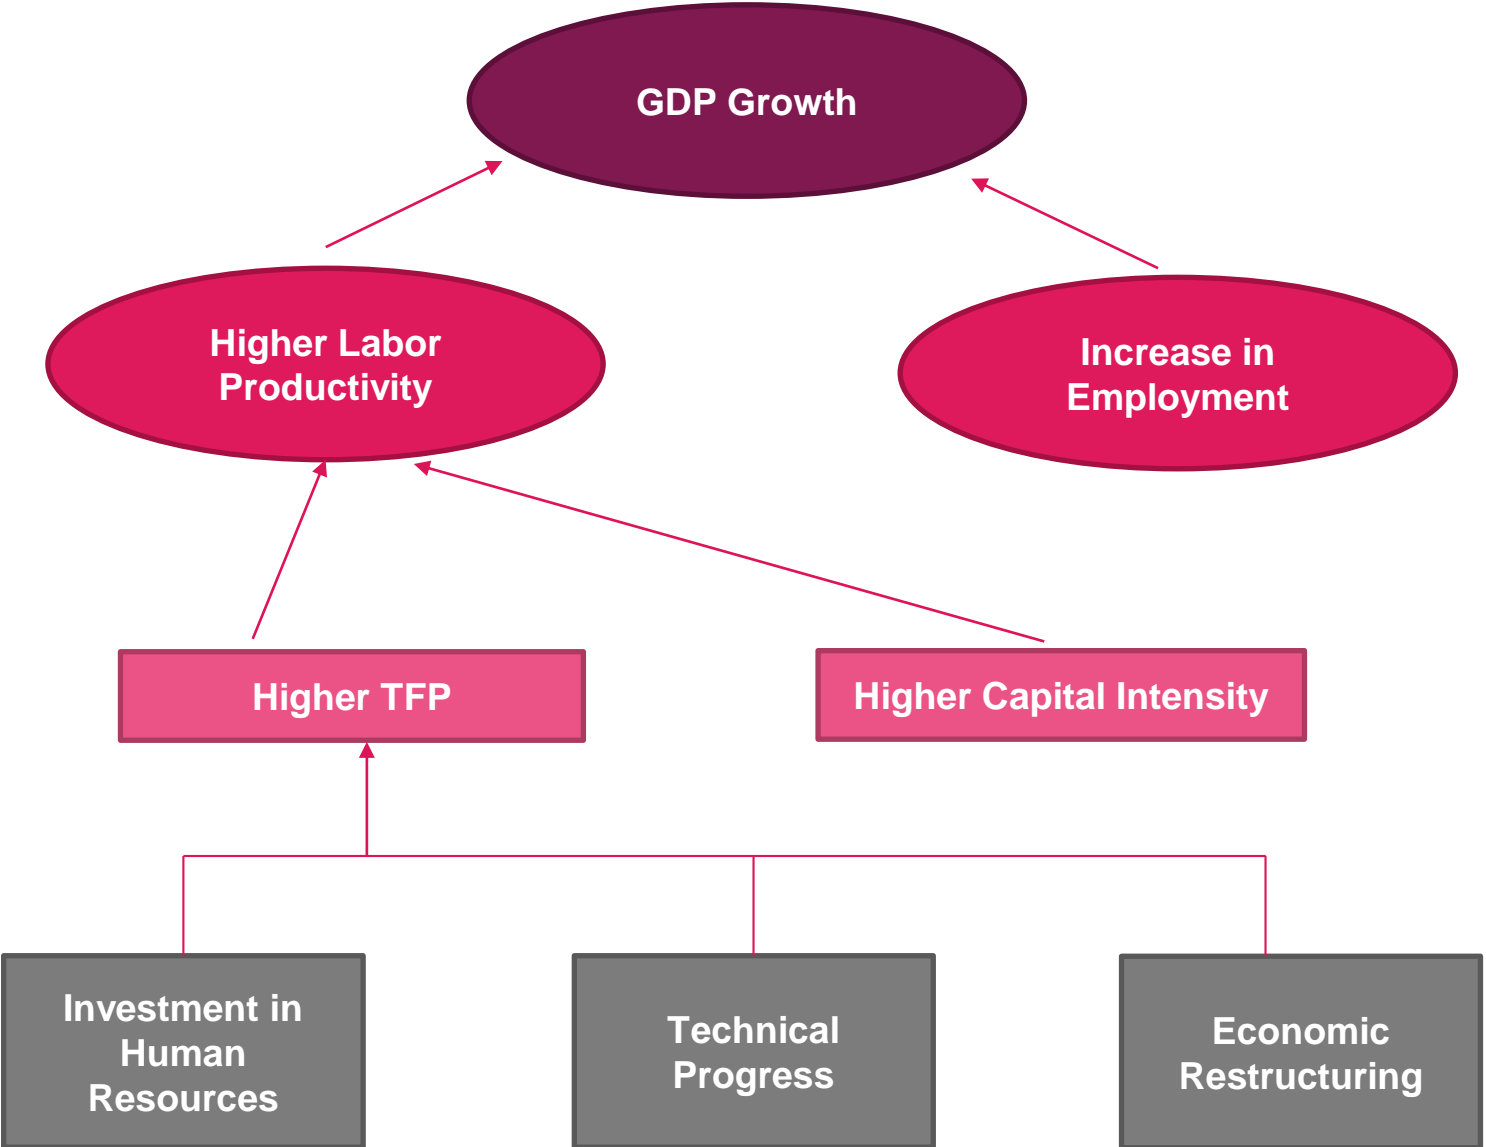 GDP Growth
Higher Labor
Productivity
Increase in
Employment
Higher TFP
Higher Capital Intensity
Investment in
Human
Resources
Technical
Progress
Economic
Restructuring